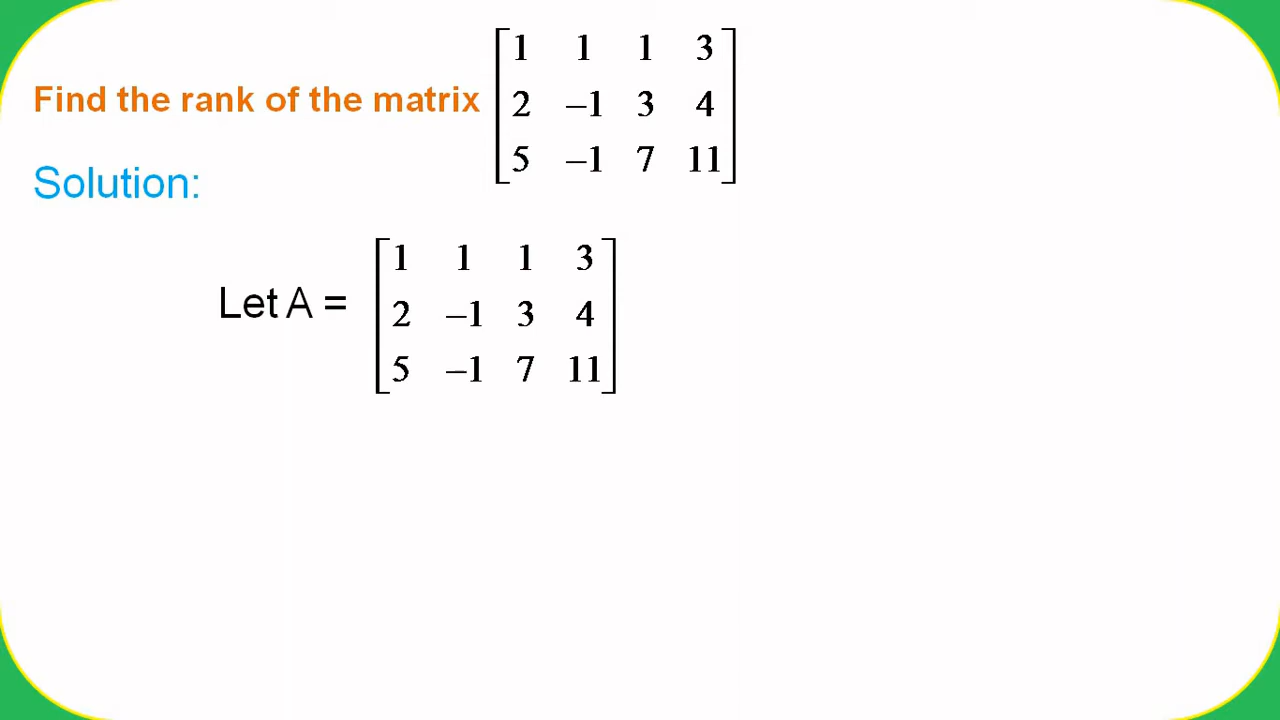 Find the rank of the matrix [1 1 1 3
2 –1 3 4
5 –1 7 11]
Solution:
Let A = [1 1 1 3
2 –1 3 4
5 –1 7 11]